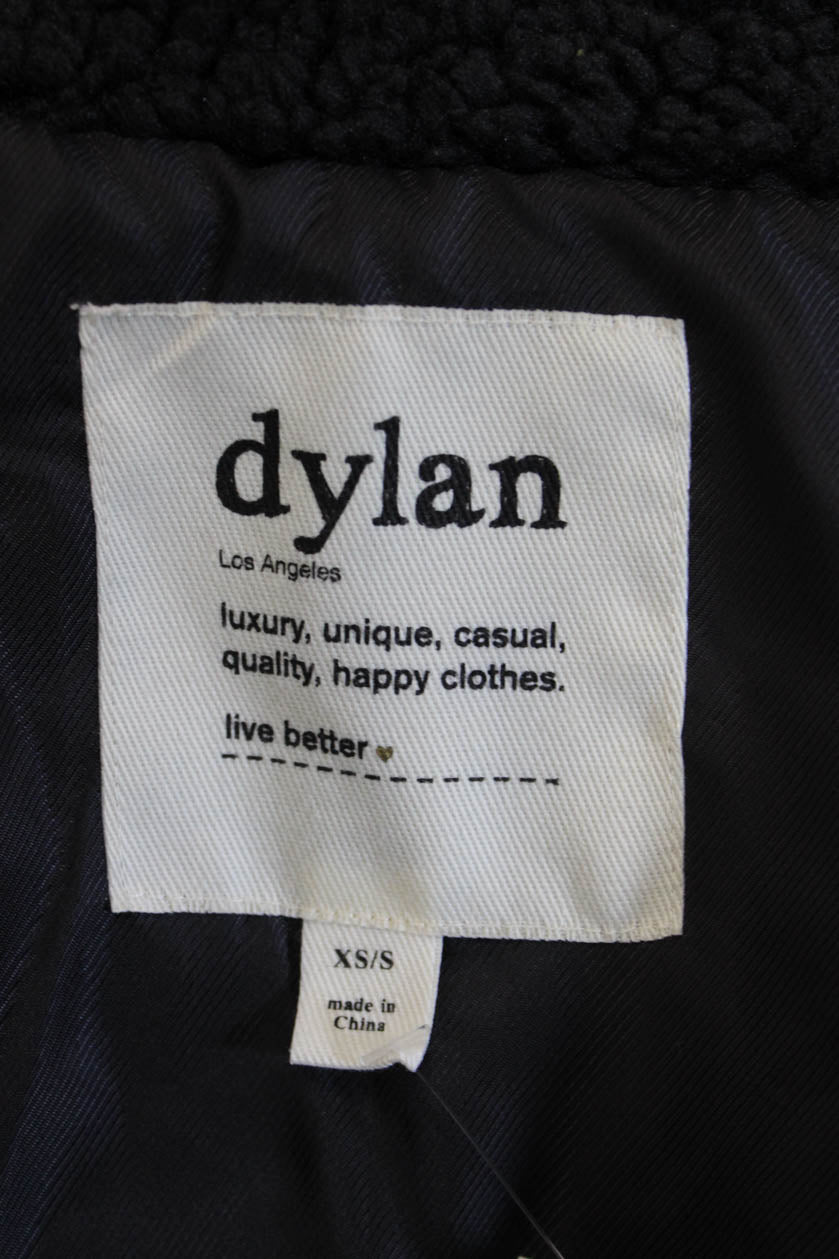 dylan
Los Angeles
luxury, unique, casual,
quality, happy clothes.
live better
XS/S
made in
China